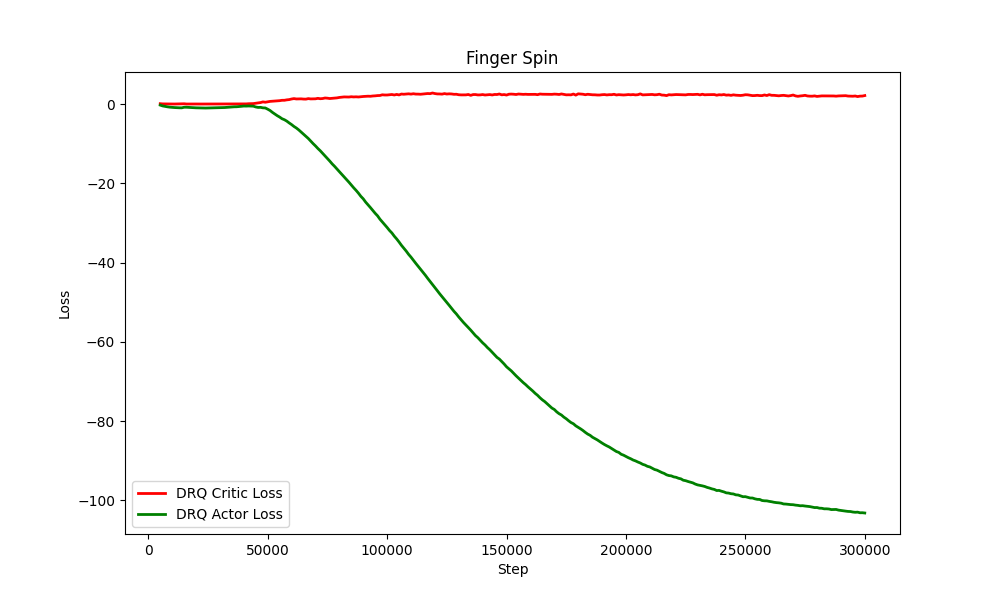 Finger Spin
Loss
0
−20
−40
−60
−80
−100
DRQ Critic Loss
DRQ Actor Loss
0
50000
100000
150000
200000
250000
300000
Step